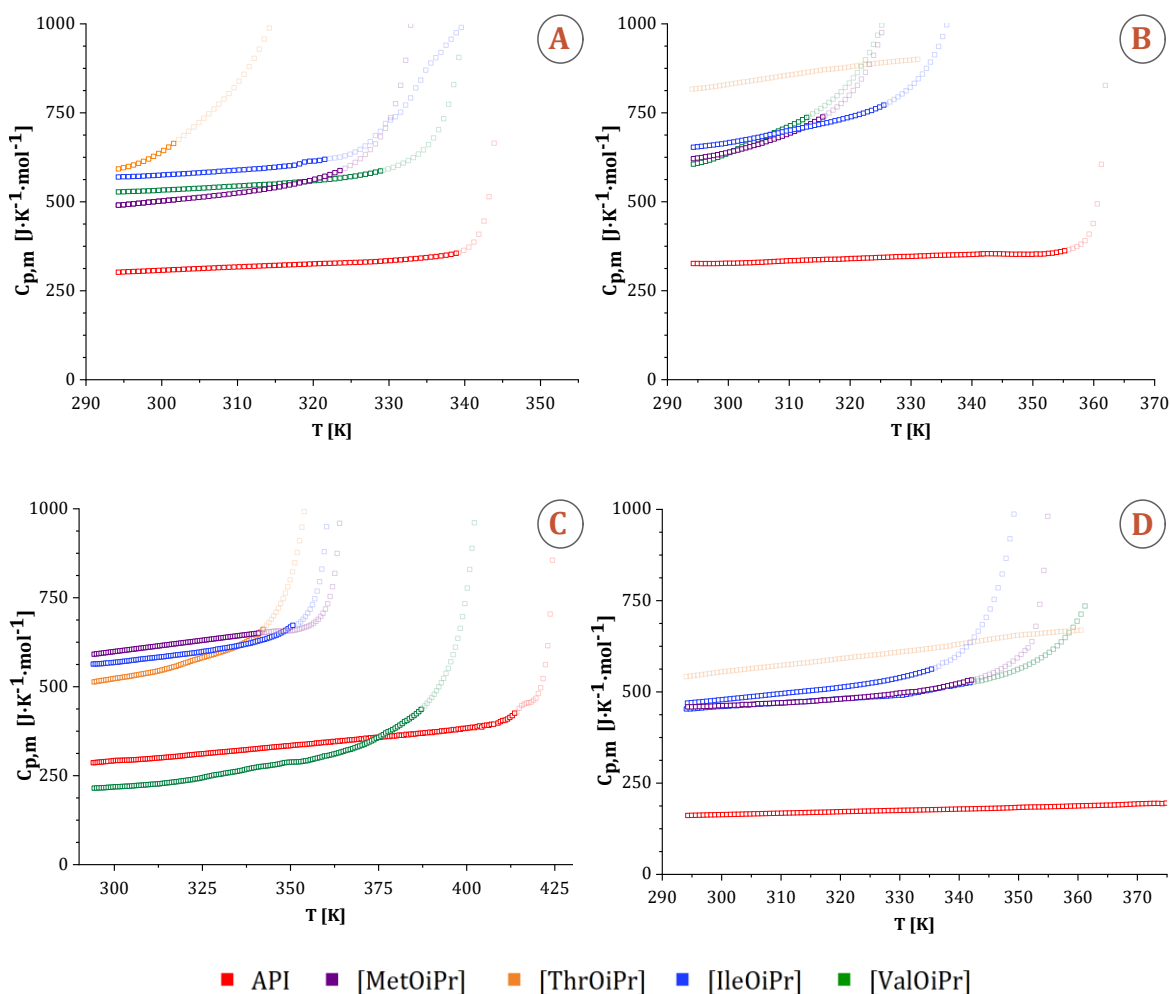 A
1000
750
500
250
0
Cp,m [J·K⁻¹·mol⁻¹]
290 300 310 320 330 340 350
T [K]
B
1000
750
500
250
0
Cp,m [J·K⁻¹·mol⁻¹]
290 300 310 320 330 340 350 360 370
T [K]
C
1000
750
500
250
0
Cp,m [J·K⁻¹·mol⁻¹]
300 325 350 375 400 425
T [K]
D
1000
750
500
250
0
Cp,m [J·K⁻¹·mol⁻¹]
290 300 310 320 330 340 350 360 370
T [K]
API [MetOiPr] [ThrOiPr] [IleOiPr] [ValOiPr]